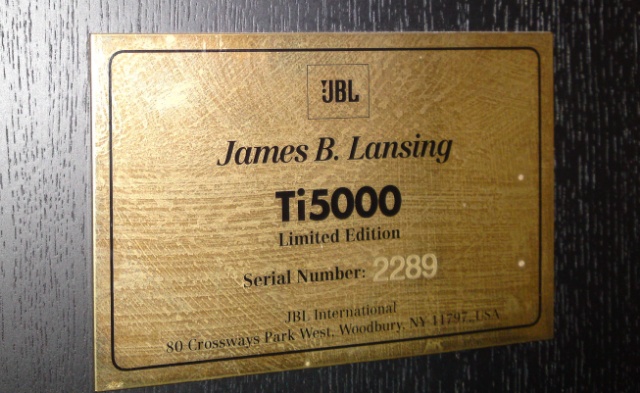 JBL
James B. Lansing
Ti5000
Limited Edition
Serial Number: 2289
JBL International
80 Crossways Park West, Woodbury, NY 11797, USA